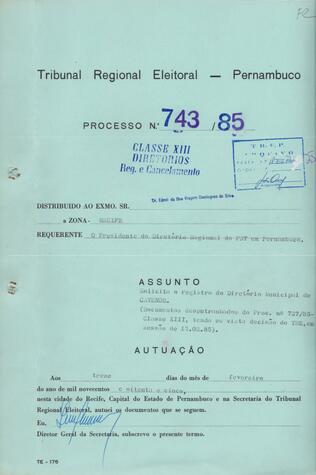 Tribunal Regional Eleitoral — Pernambuco
PROCESSO N.º 743/85
CLASSE XIII
DIRETÓRIOS
Reg. e Cancelamento
T.R.E.P.
ARQUIVO
DISTRIBUIDO AO EXMO. SR.
a ZONA- RECIFE
REQUERENTE O Presidente do Diretório Regional do PDT em Pernambuco.
ASSUNTO
Solicita o Registro do Diretório Municipal de
CATENDE.
(Documentos desentranhados do Proc. nº 727/85-
Classe XIII, tendo em vista decisão do TRE, em
sessão de 12.02.85).
AUTUAÇÃO
Aos treze dias do mês de fevereiro
do ano de mil novecentos e oitenta e cinco,
nesta cidade do Recife, Capital do Estado de Pernambuco e na Secretaria do Tribunal
Regional Eleitoral, autuei os documentos que se seguem.
Eu,
Diretor Geral da Secretaria, subscrevo o presente termo.
TE - 176